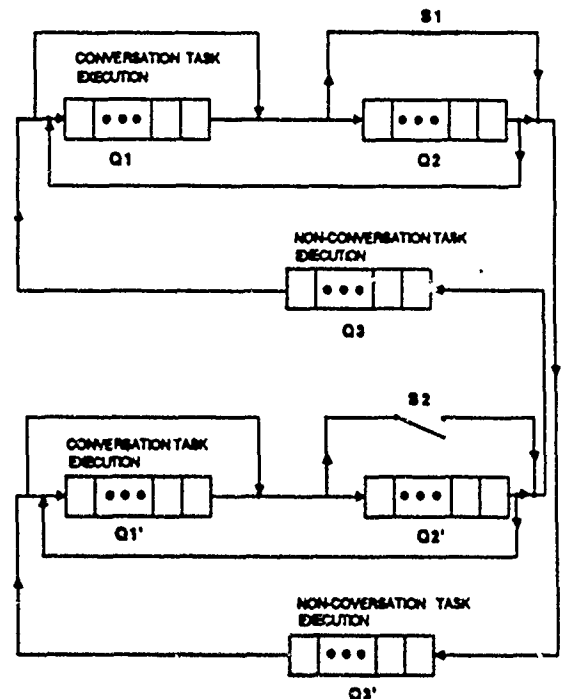 S1
CONVERSATION TASK
EXECUTION
Q1
Q2
NON-CONVERSATION TASK
EXECUTION
Q3
S2
CONVERSATION TASK
EXECUTION
Q1'
Q2'
NON-COVERSATION TASK
EXECUTION
Q3'